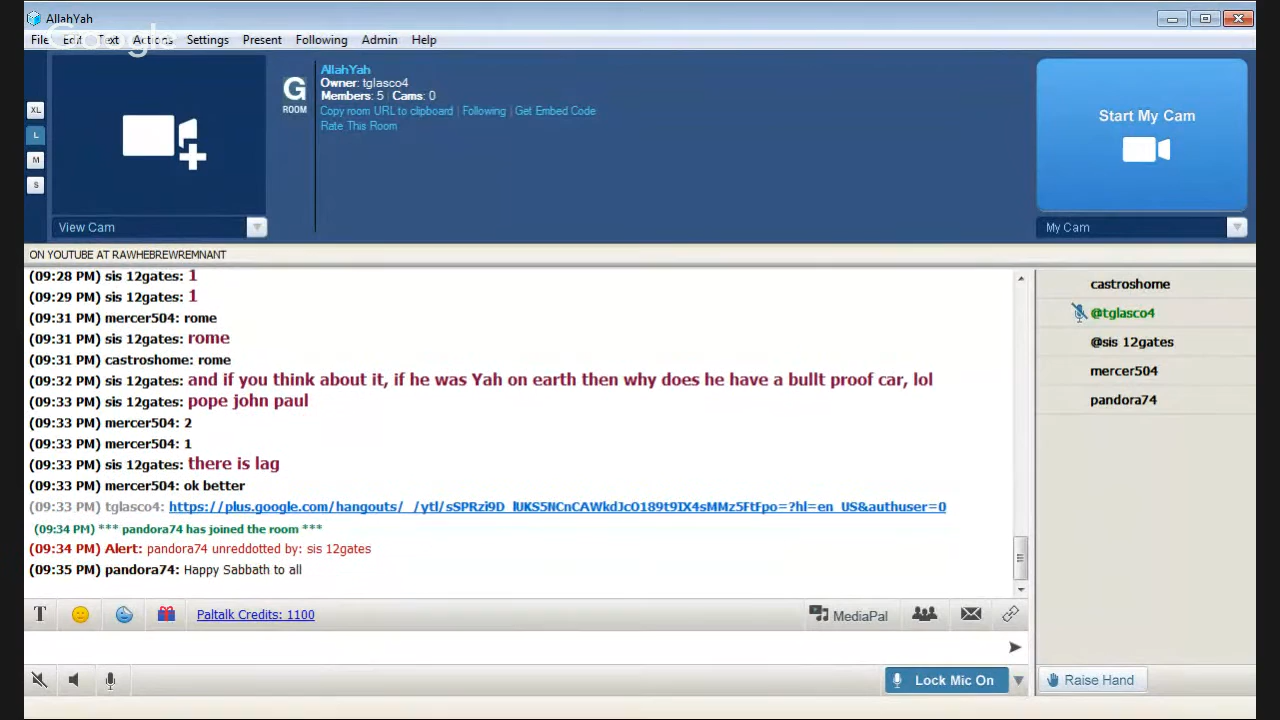 AllahYah
Google
File Edit Text Actions Settings Present Following Admin Help
XL
L
M
S
View Cam
G
ROOM
AllahYah
Owner: tglasco4
Members: 5 | Cams: 0
Copy room URL to clipboard | Following | Get Embed Code
Rate This Room
Start My Cam
My Cam
ON YOUTUBE AT RAWHEBREWREMNANT
(09:28 PM) sis 12gates: 1
(09:29 PM) sis 12gates: 1
(09:31 PM) mercer504: rome
(09:31 PM) sis 12gates: rome
(09:31 PM) castroshome: rome
(09:32 PM) sis 12gates: and if you think about it, if he was Yah on earth then why does he have a bullt proof car, lol
(09:33 PM) sis 12gates: pope john paul
(09:33 PM) mercer504: 2
(09:33 PM) mercer504: 1
(09:33 PM) sis 12gates: there is lag
(09:33 PM) mercer504: ok better
(09:33 PM) tglasco4: https://plus.google.com/hangouts/_/ytl/sSPRzi9D_lUKS5NCnCAWkdJcO189t9IX4sMMz5FtFpo=?hl=en_US&authuser=0
(09:34 PM) *** pandora74 has joined the room ***
(09:34 PM) Alert: pandora74 unreddotted by: sis 12gates
(09:35 PM) pandora74: Happy Sabbath to all
castroshome
@tglasco4
@sis 12gates
mercer504
pandora74
T
Paltalk Credits: 1100
MediaPal
Lock Mic On
Raise Hand